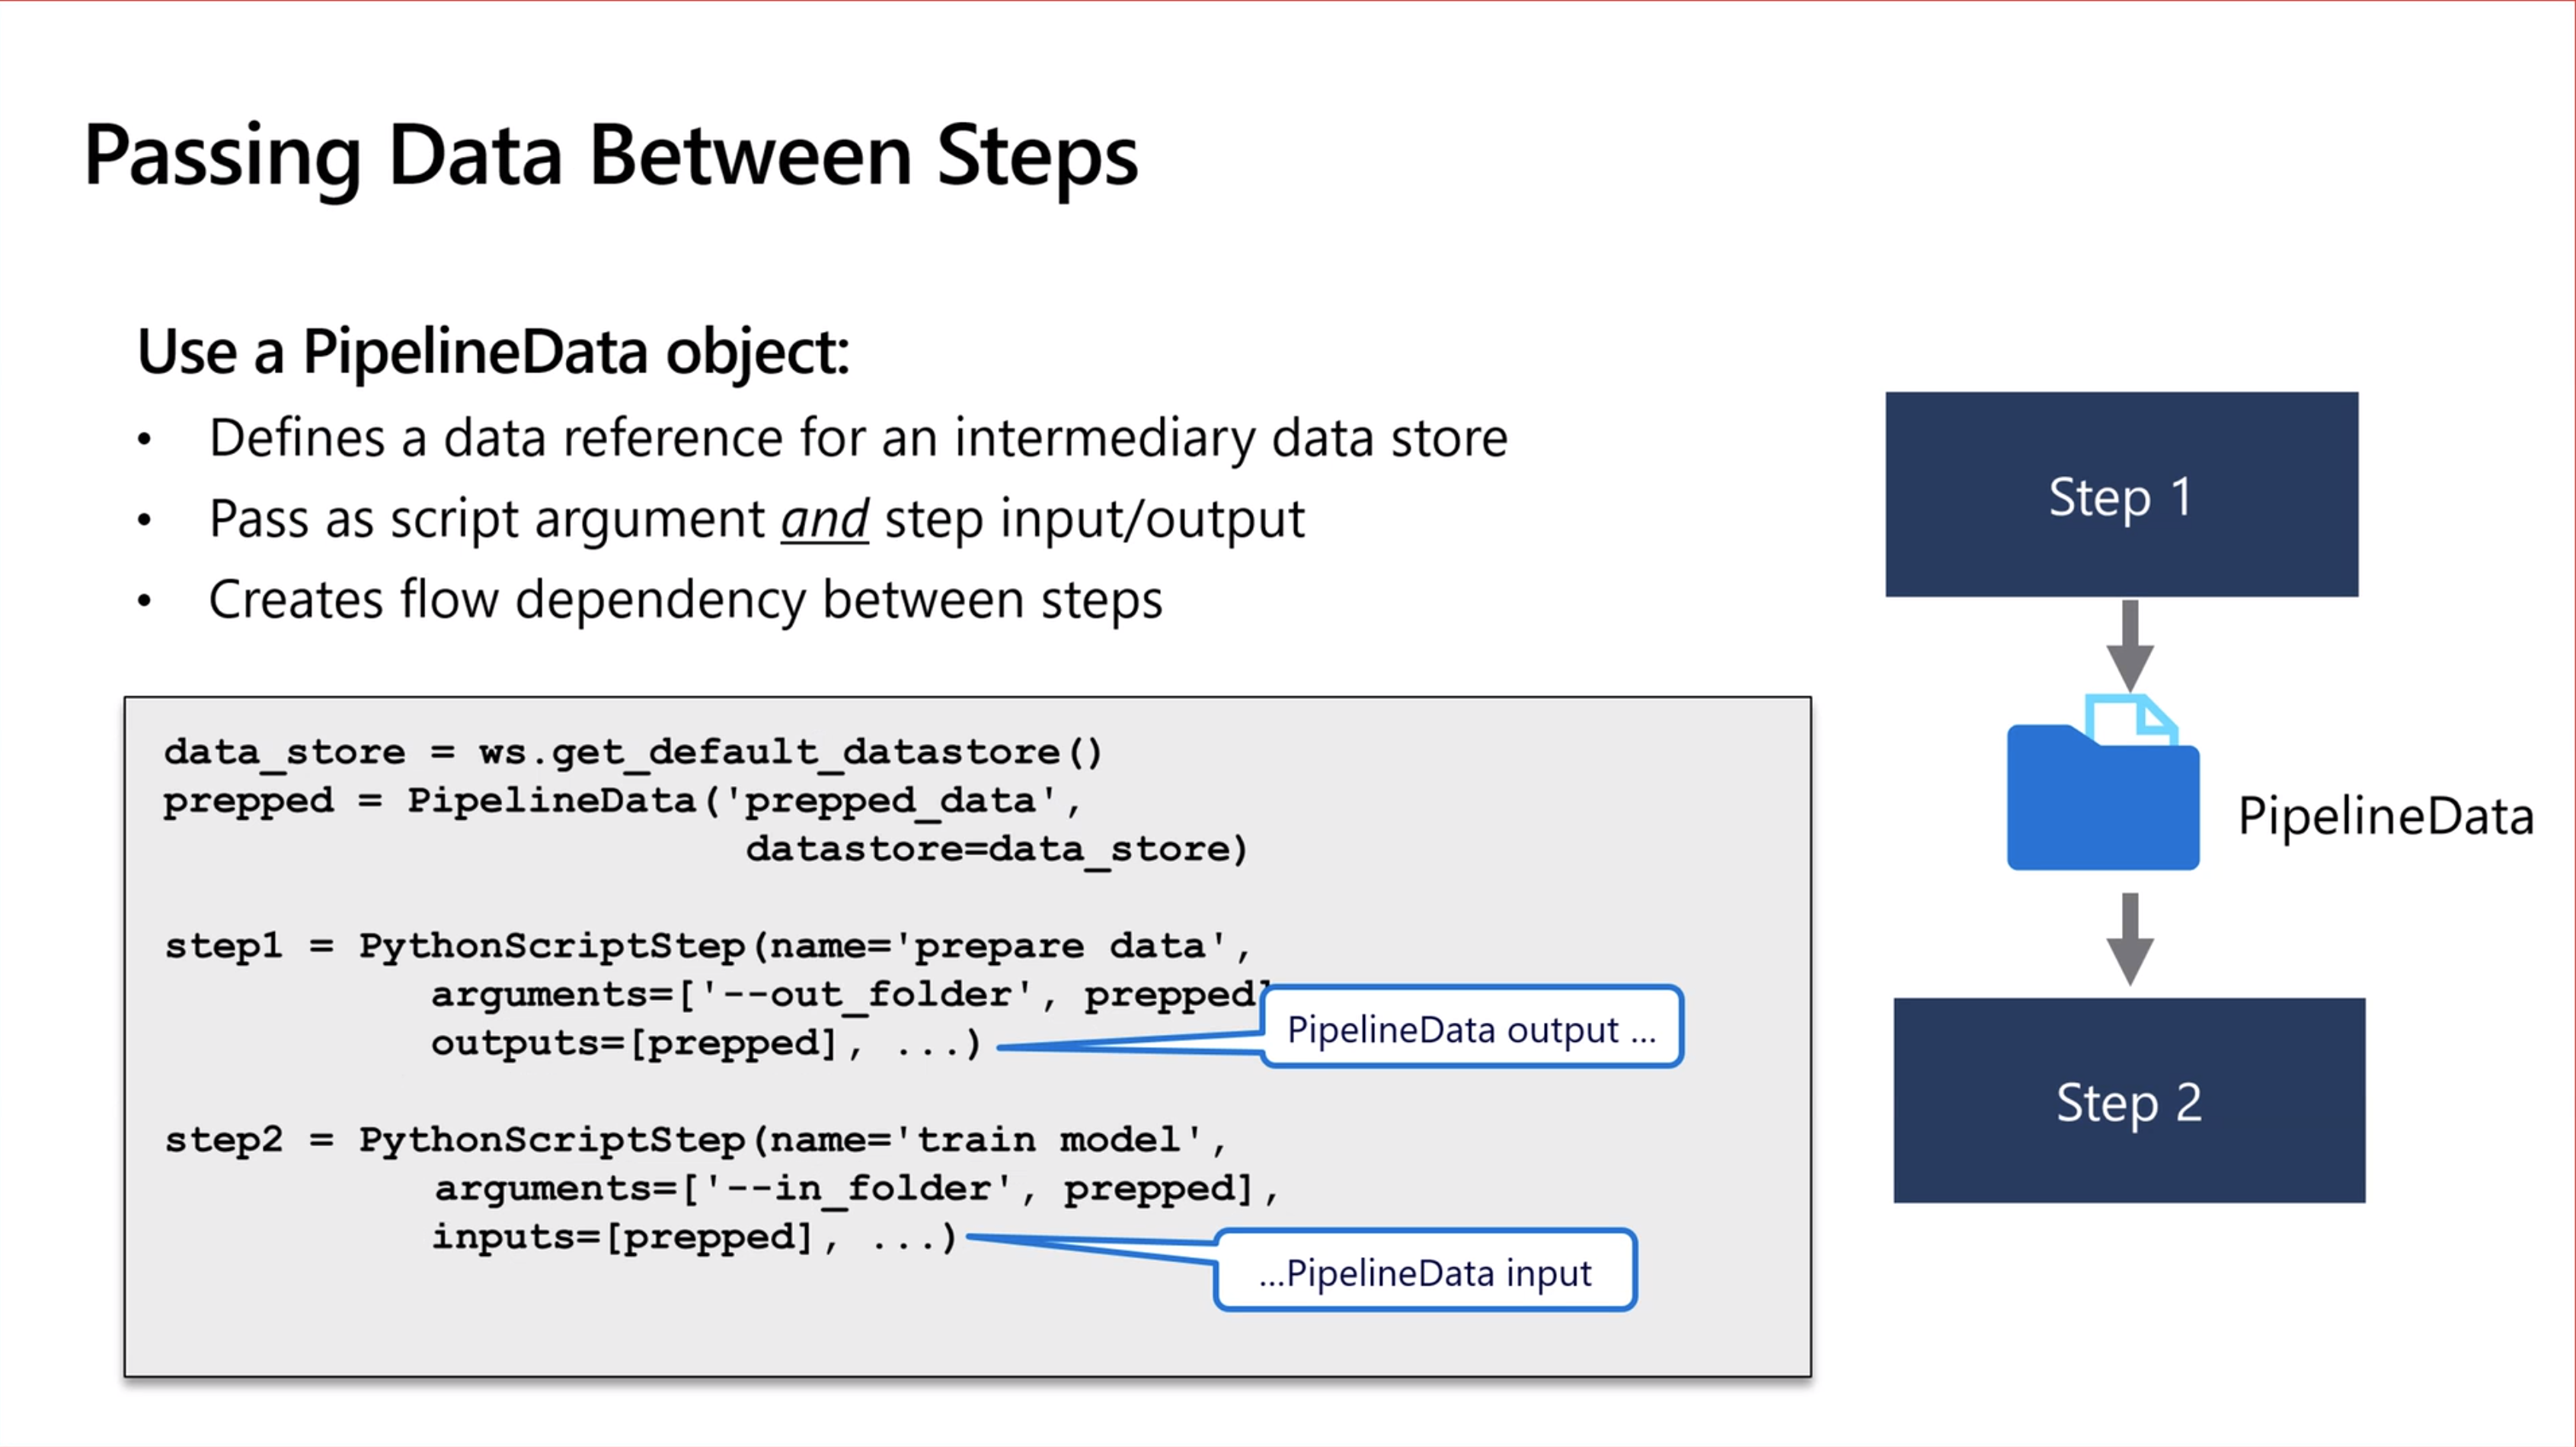 Passing Data Between Steps
Use a PipelineData object:
• Defines a data reference for an intermediary data store
• Pass as script argument and step input/output
• Creates flow dependency between steps
data_store = ws.get_default_datastore()
prepped = PipelineData('prepped_data',
datastore=data_store)
step1 = PythonScriptStep(name='prepare data',
arguments=['--out_folder', prepped]
outputs=[prepped], ...)
PipelineData output ...
step2 = PythonScriptStep(name='train model',
arguments=['--in_folder', prepped],
inputs=[prepped], ...)
...PipelineData input
Step 1
PipelineData
Step 2